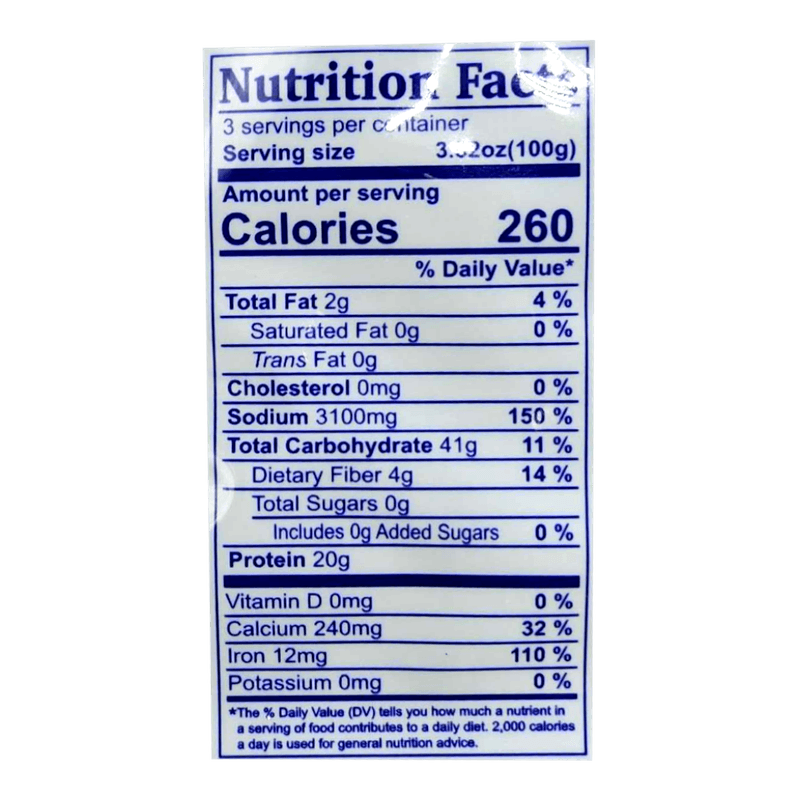 Nutrition Facts
3 servings per container
Serving size
Amount per serving
Calories 260
% Daily Value*
Total Fat 2g 4 %
Saturated Fat 0g 0 %
Trans Fat 0g
Cholesterol 0mg 0 %
Sodium 3100mg 150 %
Total Carbohydrate 41g 11 %
Dietary Fiber 4g 14 %
Total Sugars 0g
Includes 0g Added Sugars 0 %
Protein 20g
Vitamin D 0mg 0 %
Calcium 240mg 32 %
Iron 12mg 110 %
Potassium 0mg 0 %
*The % Daily Value (DV) tells you how much a nutrient in
a serving of food contributes to a daily diet. 2,000 calories
a day is used for general nutrition advice.